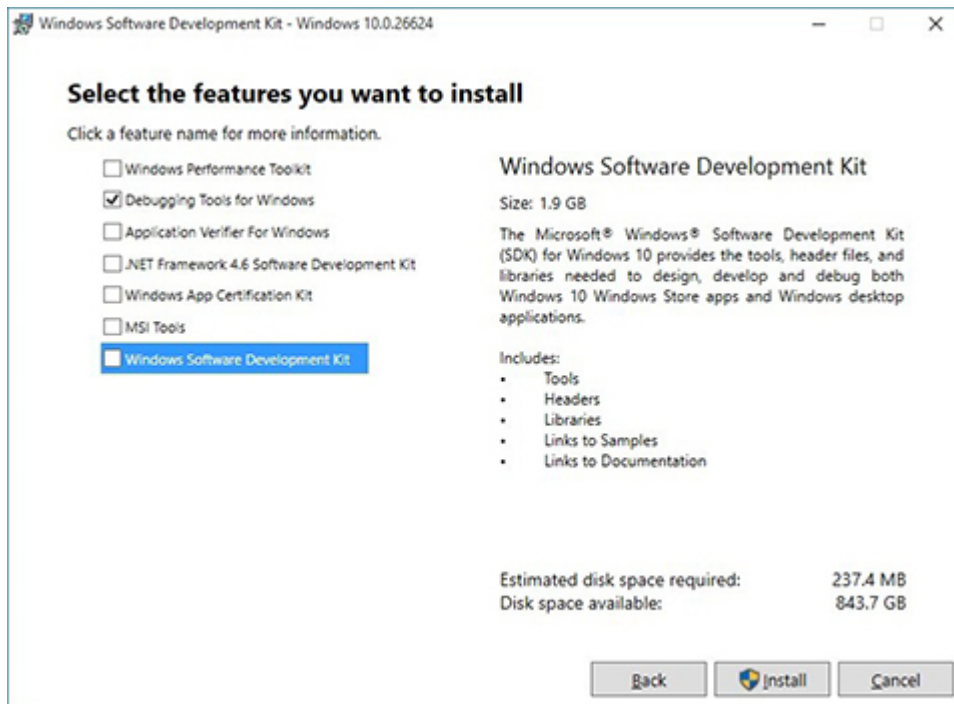 Windows Software Development Kit - Windows 10.0.26624
Select the features you want to install
Click a feature name for more information.
Windows Performance Toolkit
Debugging Tools for Windows
Application Verifier For Windows
.NET Framework 4.6 Software Development Kit
Windows App Certification Kit
MSI Tools
Windows Software Development Kit
Windows Software Development Kit
Size: 1.9 GB
The Microsoft® Windows® Software Development Kit
(SDK) for Windows 10 provides the tools, header files, and
libraries needed to design, develop and debug both
Windows 10 Windows Store apps and Windows desktop
applications.
Includes:
• Tools
• Headers
• Libraries
• Links to Samples
• Links to Documentation
Estimated disk space required: 237.4 MB
Disk space available: 843.7 GB
Back Install Cancel